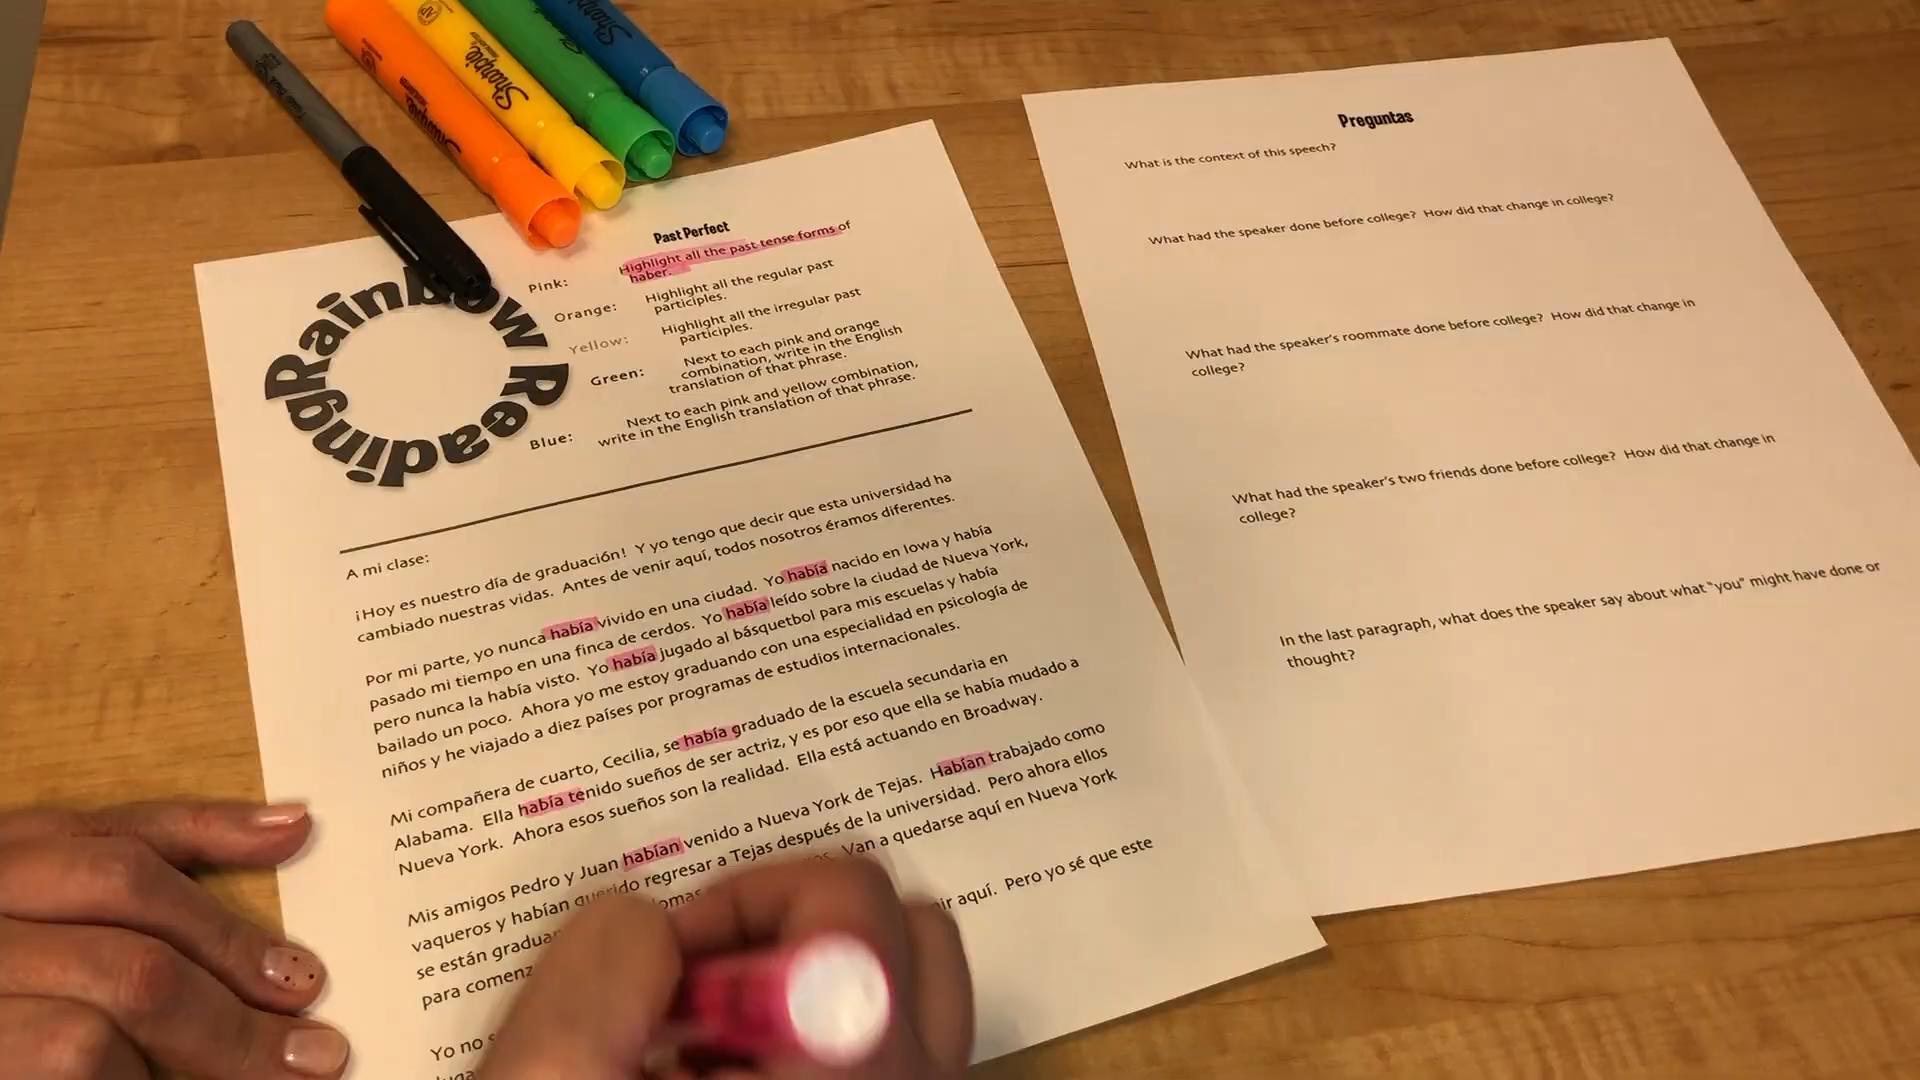 Sharpie
Sharpie
Sharpie
Sharpie
Rainbow Reading
Past Perfect
Pink: Highlight all the past tense forms of
haber.
Orange: Highlight all the regular past
participles.
Yellow: Highlight all the irregular past
participles.
Green: Next to each pink and orange
combination, write in the English
translation of that phrase.
Blue: Next to each pink and yellow combination,
write in the English translation of that phrase.
A mi clase:
¡Hoy es nuestro día de graduación! Y yo tengo que decir que esta universidad ha
cambiado nuestras vidas. Antes de venir aquí, todos nosotros éramos diferentes.
Por mi parte, yo nunca había vivido en una ciudad. Yo había nacido en Iowa y había
pasado mi tiempo en una finca de cerdos. Yo había leído sobre la ciudad de Nueva York,
pero nunca la había visto. Yo había jugado al básquetbol para mis escuelas y había
bailado un poco. Ahora yo me estoy graduando con una especialidad en psicología de
niños y he viajado a diez países por programas de estudios internacionales.
Mi compañera de cuarto, Cecilia, se había graduado de la escuela secundaria en
Alabama. Ella había tenido sueños de ser actriz, y es por eso que ella se había mudado a
Nueva York. Ahora esos sueños son la realidad. Ella está actuando en Broadway.
Mis amigos Pedro y Juan habían venido a Nueva York de Tejas. Habían trabajado como
vaqueros y habían querido regresar a Tejas después de la universidad. Pero ahora ellos
se están Van a quedarse aquí en Nueva York
para
aquí. Pero yo sé que este
Yo no
Preguntas
What is the context of this speech?
What had the speaker done before college? How did that change in college?
What had the speaker's roommate done before college? How did that change in
college?
What had the speaker's two friends done before college? How did that change in
college?
In the last paragraph, what does the speaker say about what "you" might have done or
thought?